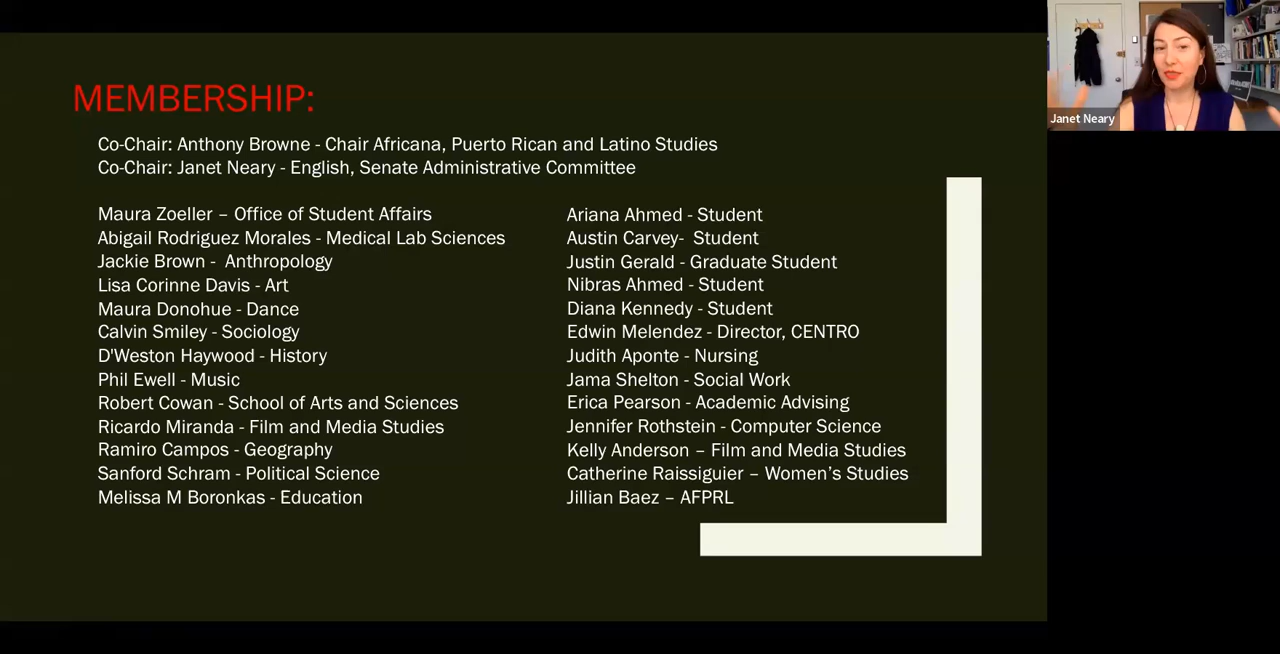 MEMBERSHIP:
Co-Chair: Anthony Browne - Chair Africana, Puerto Rican and Latino Studies
Co-Chair: Janet Neary - English, Senate Administrative Committee
Maura Zoeller – Office of Student Affairs
Abigail Rodriguez Morales - Medical Lab Sciences
Jackie Brown -  Anthropology
Lisa Corinne Davis - Art
Maura Donohue - Dance
Calvin Smiley - Sociology
D'Weston Haywood - History
Phil Ewell - Music
Robert Cowan - School of Arts and Sciences
Ricardo Miranda - Film and Media Studies
Ramiro Campos - Geography
Sanford Schram - Political Science
Melissa M Boronkas - Education
Ariana Ahmed - Student
Austin Carvey-  Student
Justin Gerald - Graduate Student
Nibras Ahmed - Student
Diana Kennedy - Student
Edwin Melendez - Director, CENTRO
Judith Aponte - Nursing
Jama Shelton - Social Work
Erica Pearson - Academic Advising
Jennifer Rothstein - Computer Science
Kelly Anderson – Film and Media Studies
Catherine Raissiguier – Women’s Studies
Jillian Baez – AFPRL
Janet Neary